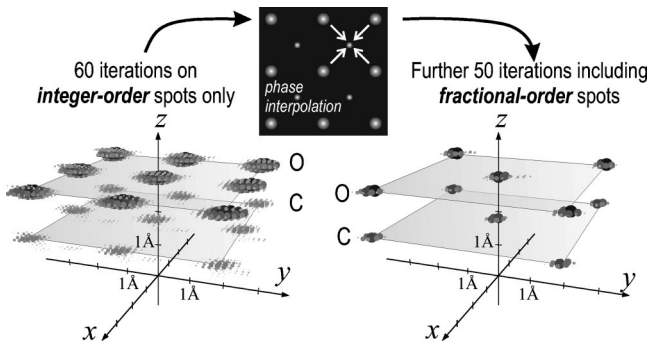 60 iterations on
integer-order spots only
phase
interpolation
Further 50 iterations including
fractional-order spots
z
O
C
1Å
1Å
1Å
y
x
z
O
C
1Å
1Å
1Å
y
x